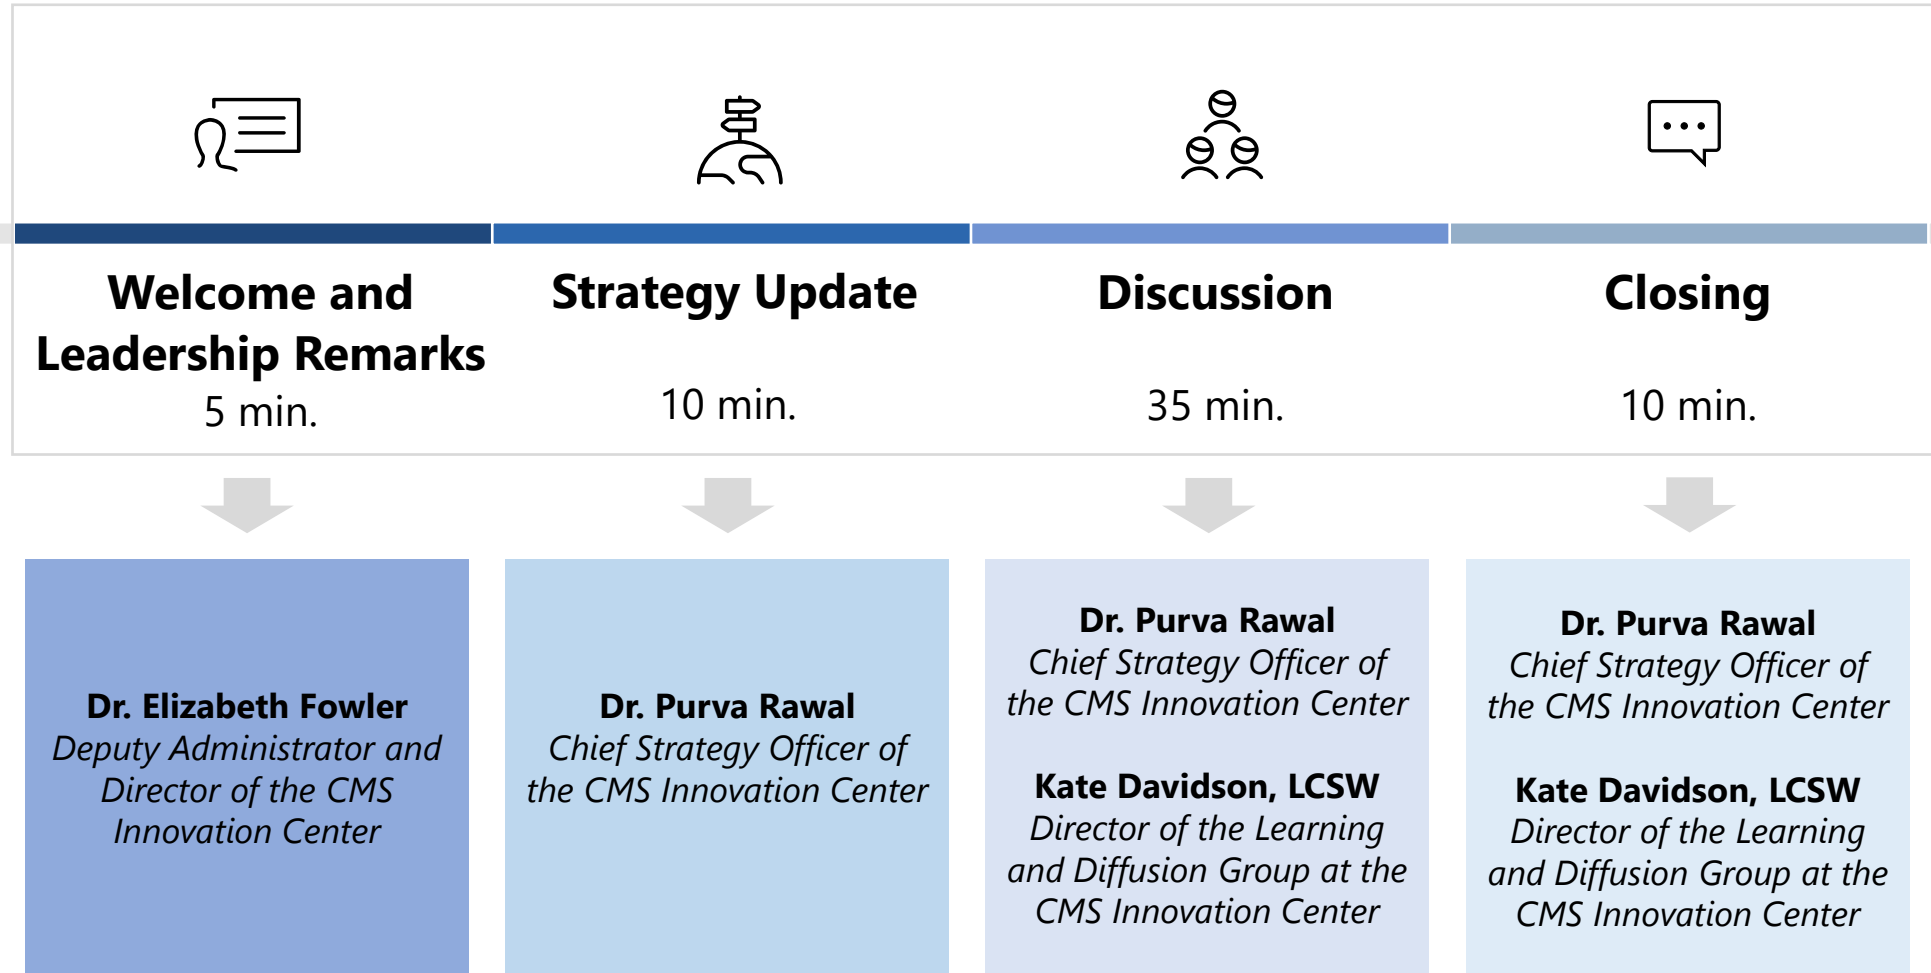 Welcome and
Leadership Remarks
5 min.
Strategy Update
10 min.
Discussion
35 min.
Closing
10 min.
Dr. Elizabeth Fowler
Deputy Administrator and
Director of the CMS
Innovation Center
Dr. Purva Rawal
Chief Strategy Officer of
the CMS Innovation Center
Dr. Purva Rawal
Chief Strategy Officer of
the CMS Innovation Center
Kate Davidson, LCSW
Director of the Learning
and Diffusion Group at the
CMS Innovation Center
Dr. Purva Rawal
Chief Strategy Officer of
the CMS Innovation Center
Kate Davidson, LCSW
Director of the Learning
and Diffusion Group at the
CMS Innovation Center